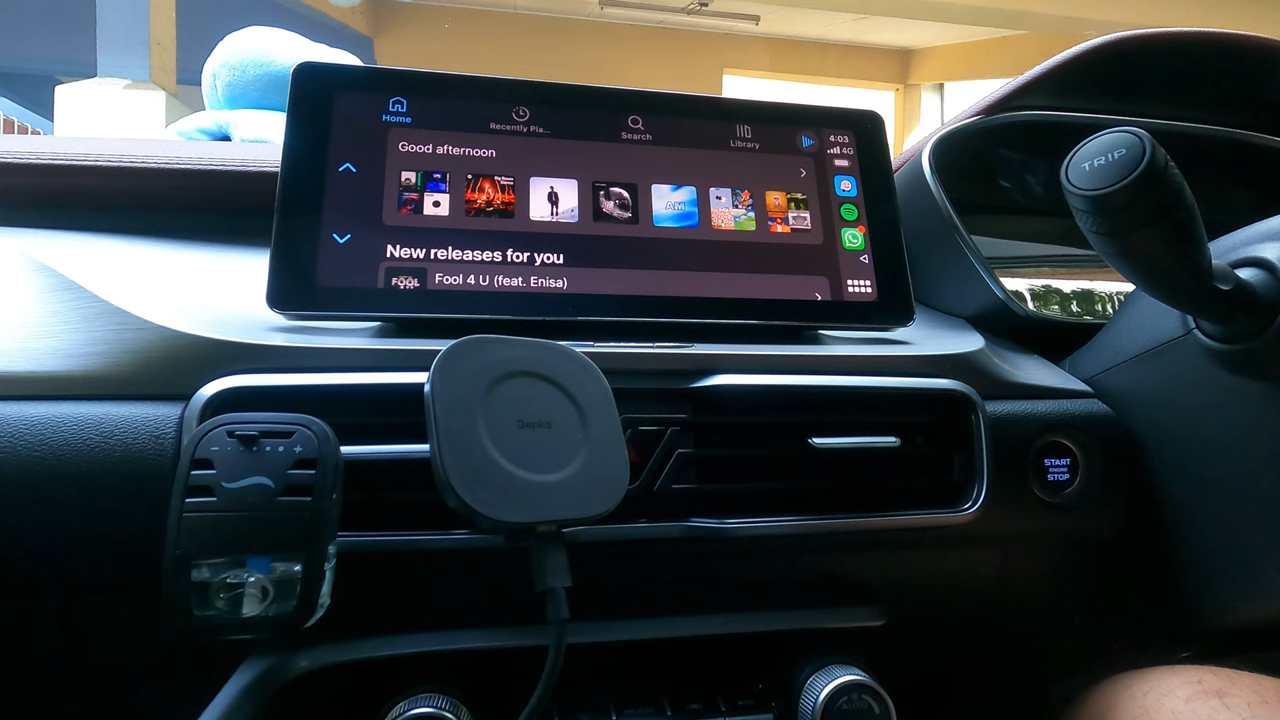 Home
Recently Pla...
Search
Library
4:03
4G
Good afternoon
AM
New releases for you
FOOL
Fool 4 U (feat. Enisa)
TRIP
Benks
START
ENGINE
STOP
- +
AUTO